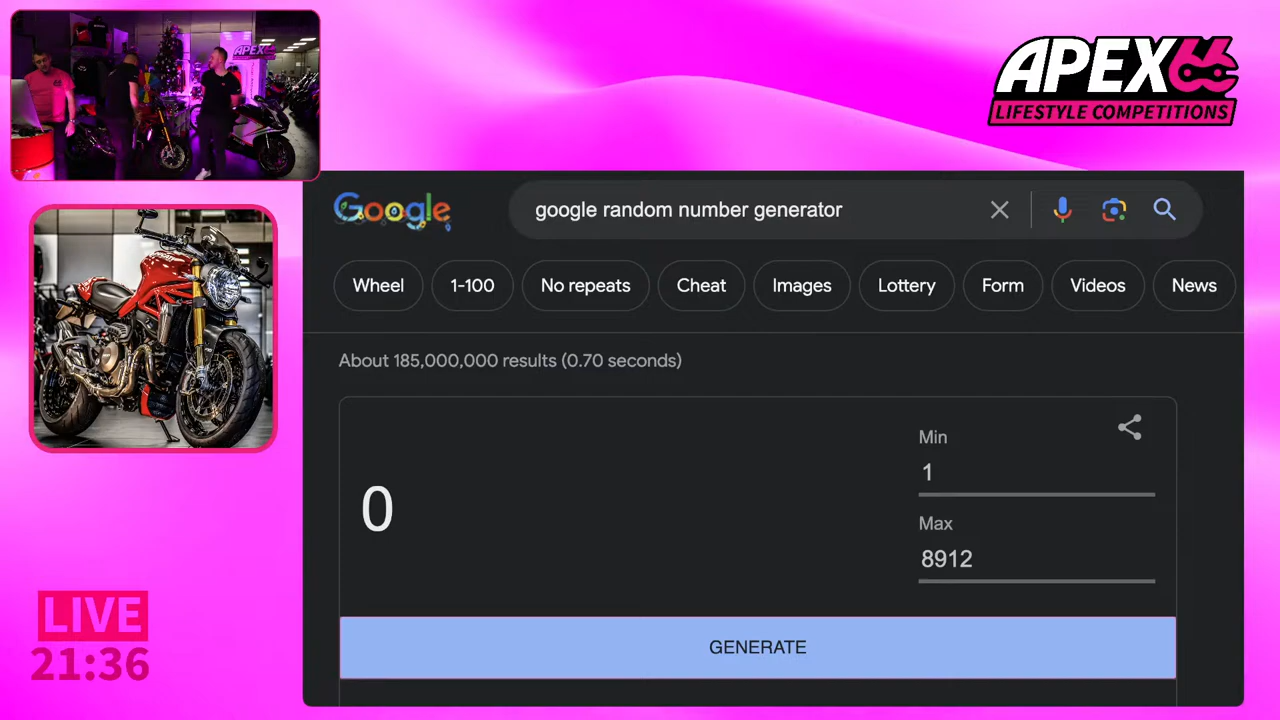 APEX
APEX66
LIFESTYLE COMPETITIONS
Google
google random number generator
Wheel
1-100
No repeats
Cheat
Images
Lottery
Form
Videos
News
About 185,000,000 results (0.70 seconds)
Min
1
0
Max
8912
GENERATE
LIVE
21:36